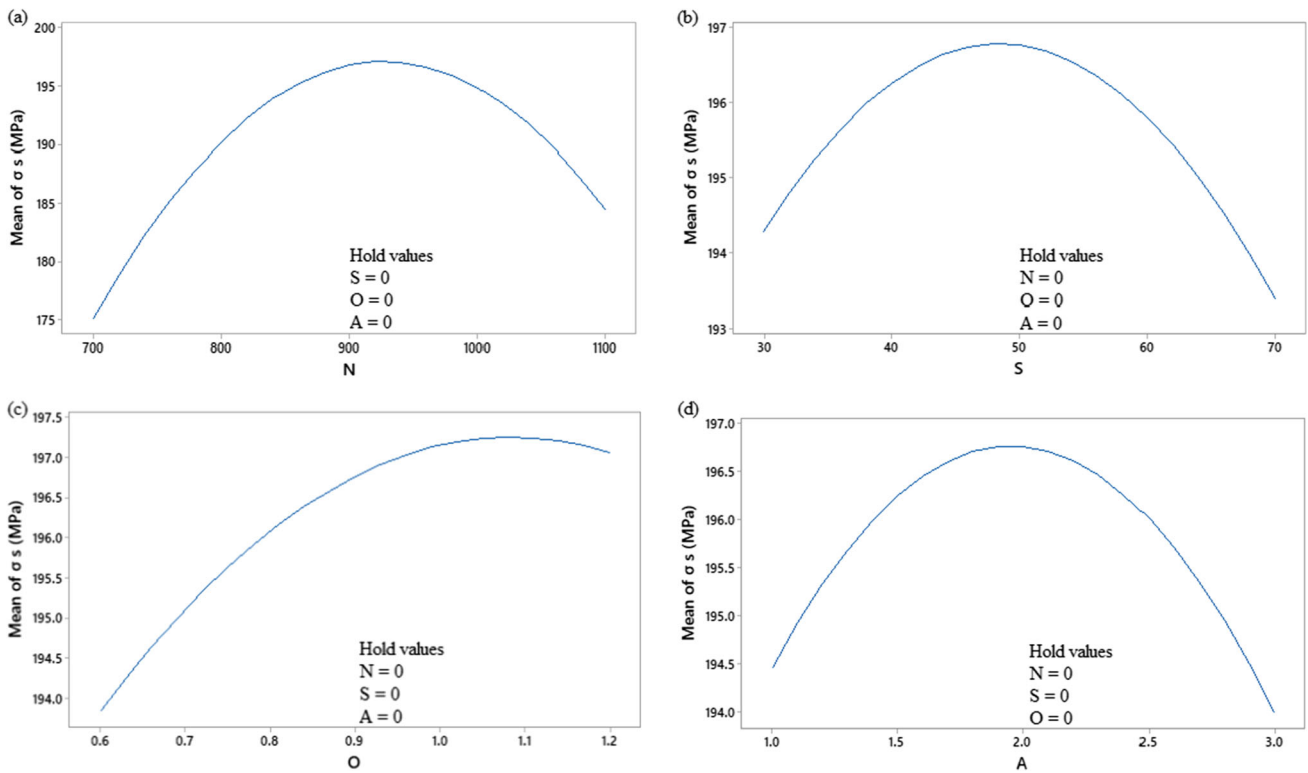 (a)
200
195
190
185
180
175
Mean of σ s (MPa)
Hold values
S = 0
O = 0
A = 0
700 800 900 1000 1100
N
(b)
197
196
195
194
193
Mean of σ s (MPa)
Hold values
N = 0
O = 0
A = 0
30 40 50 60 70
S
(c)
197.5
197.0
196.5
196.0
195.5
195.0
194.5
194.0
Mean of σ s (MPa)
Hold values
N = 0
S = 0
A = 0
0.6 0.7 0.8 0.9 1.0 1.1 1.2
O
(d)
197.0
196.5
196.0
195.5
195.0
194.5
194.0
Mean of σ s (MPa)
Hold values
N = 0
S = 0
O = 0
1.0 1.5 2.0 2.5 3.0
A